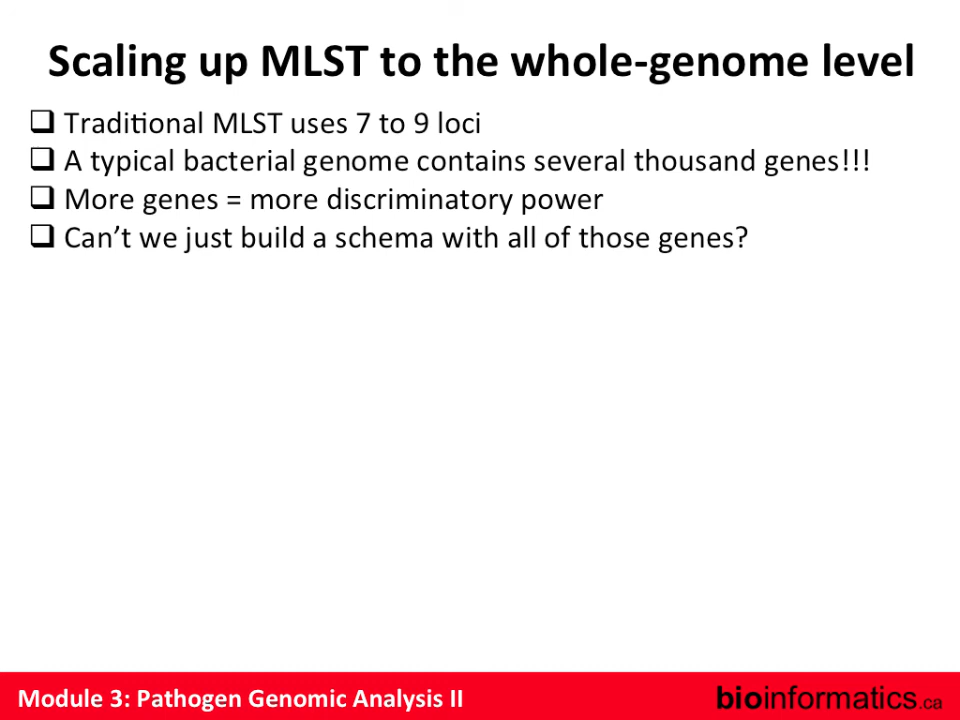 Scaling up MLST to the whole-genome level
❑ Traditional MLST uses 7 to 9 loci
❑ A typical bacterial genome contains several thousand genes!!!
❑ More genes = more discriminatory power
❑ Can’t we just build a schema with all of those genes?
Module 3: Pathogen Genomic Analysis II
bioinformatics.ca